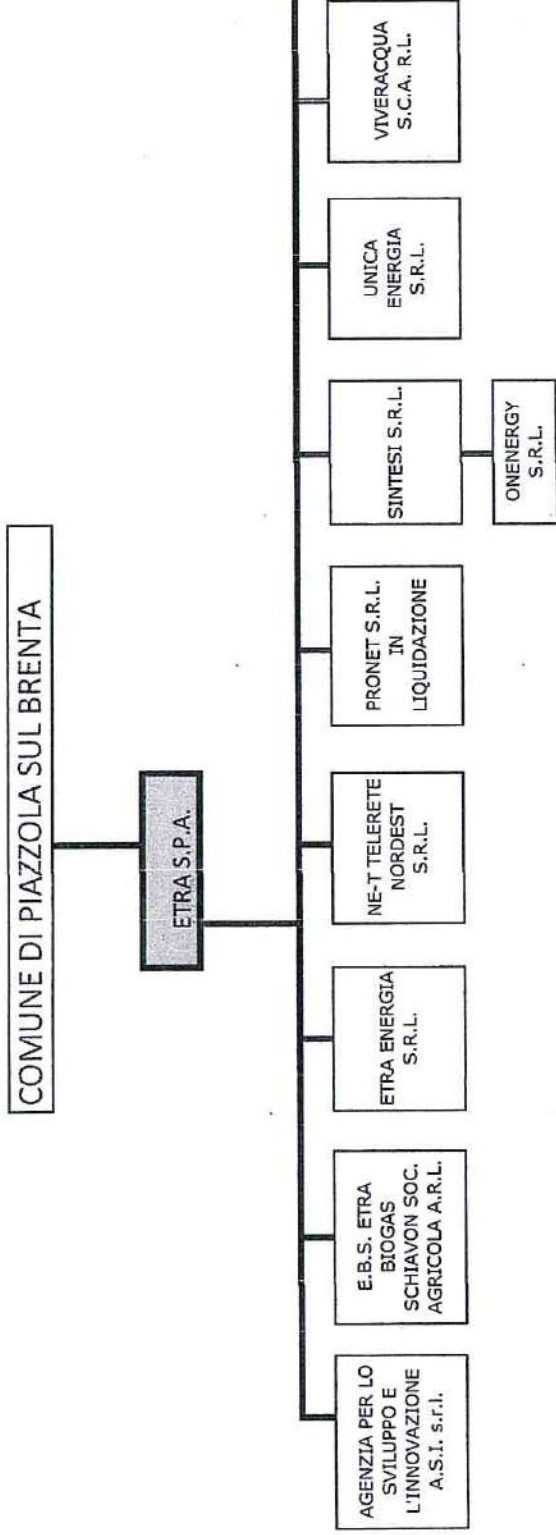 COMUNE DI PIAZZOLA SUL BRENTA
ETRA S.P.A.
AGENZIA PER LO
SVILUPPO E
L'INNOVAZIONE
A.S.I. s.r.l.
E.B.S. ETRA
BIOGAS
SCHIAVON SOC.
AGRICOLA A.R.L.
ETRA ENERGIA
S.R.L.
NE-T TELERETE
NORDEST
S.R.L.
PRONET S.R.L.
IN
LIQUIDAZIONE
SINTESI S.R.L.
UNICA
ENERGIA
S.R.L.
VIVERACQUA
S.C.A. R.L.
ONENERGY
S.R.L.